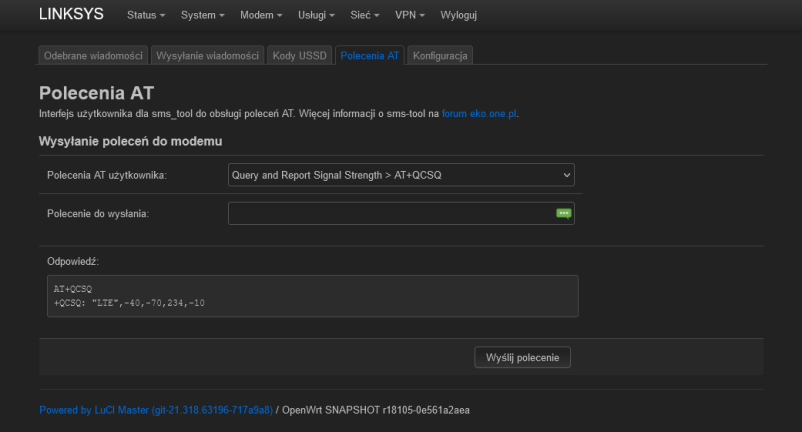 LINKSYS Status System Modem Usługi Sieć VPN Wyloguj
Odebrane wiadomości Wysyłanie wiadomości Kody USSD Polecenia AT Konfiguracja
Polecenia AT
Interfejs użytkownika dla sms_tool do obsługi poleceń AT. Więcej informacji o sms-tool na forum eko.one.pl.
Wysyłanie poleceń do modemu
Polecenia AT użytkownika: Query and Report Signal Strength > AT+QCSQ
Polecenie do wysłania:
Odpowiedź:
AT+QCSQ
+QCSQ: "LTE",-40,-70,234,-10
Wyślij polecenie
Powered by LuCI Master (git-21.318.63196-717a9a8) / OpenWrt SNAPSHOT r18105-0e561a2aea